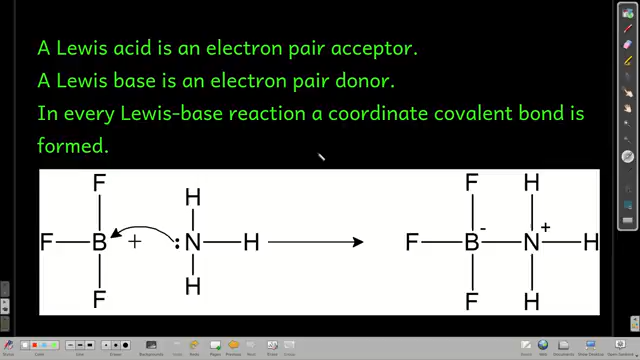 A Lewis acid is an electron pair acceptor.
A Lewis base is an electron pair donor.
In every Lewis-base reaction a coordinate covalent bond is
formed.
F H F H
F B + : N H F B - N + H
F H F H